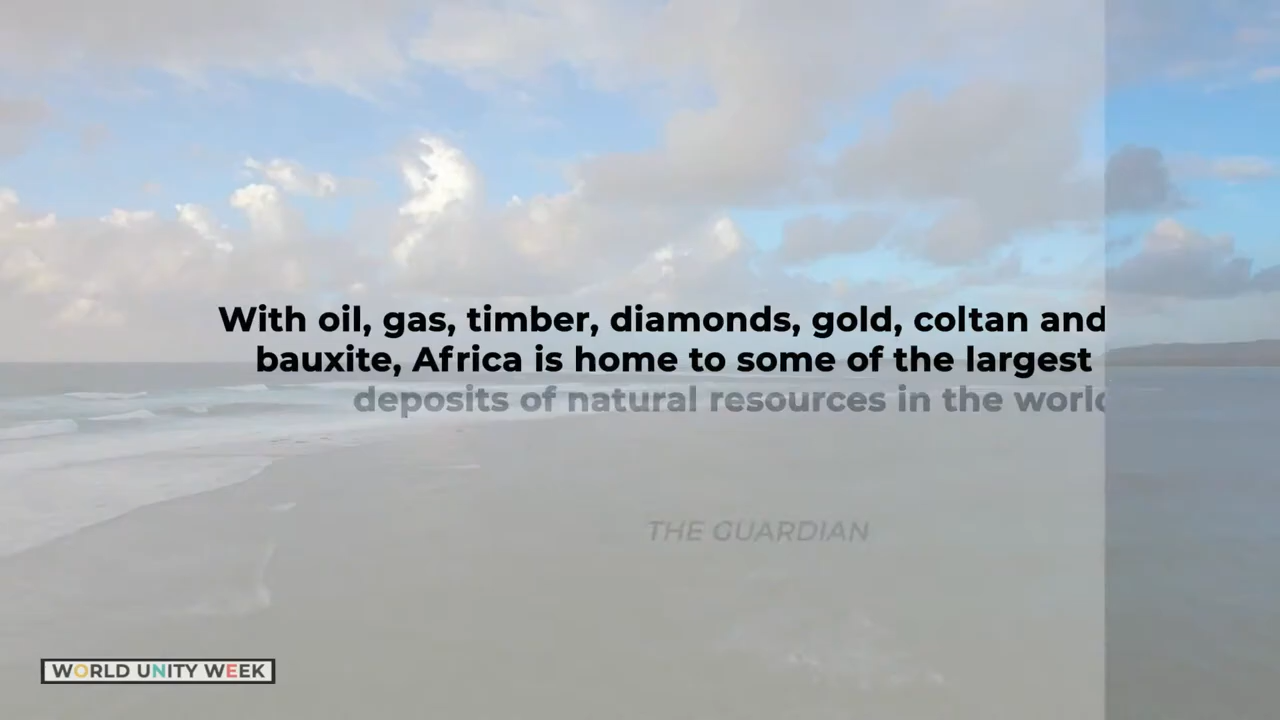 With oil, gas, timber, diamonds, gold, coltan and
bauxite, Africa is home to some of the largest
deposits of natural resources in the
THE GUARDIAN
WORLD UNITY WEEK